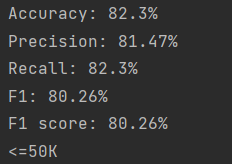 Accuracy: 82.3%
Precision: 81.47%
Recall: 82.3%
F1: 80.26%
F1 score: 80.26%
<=50K